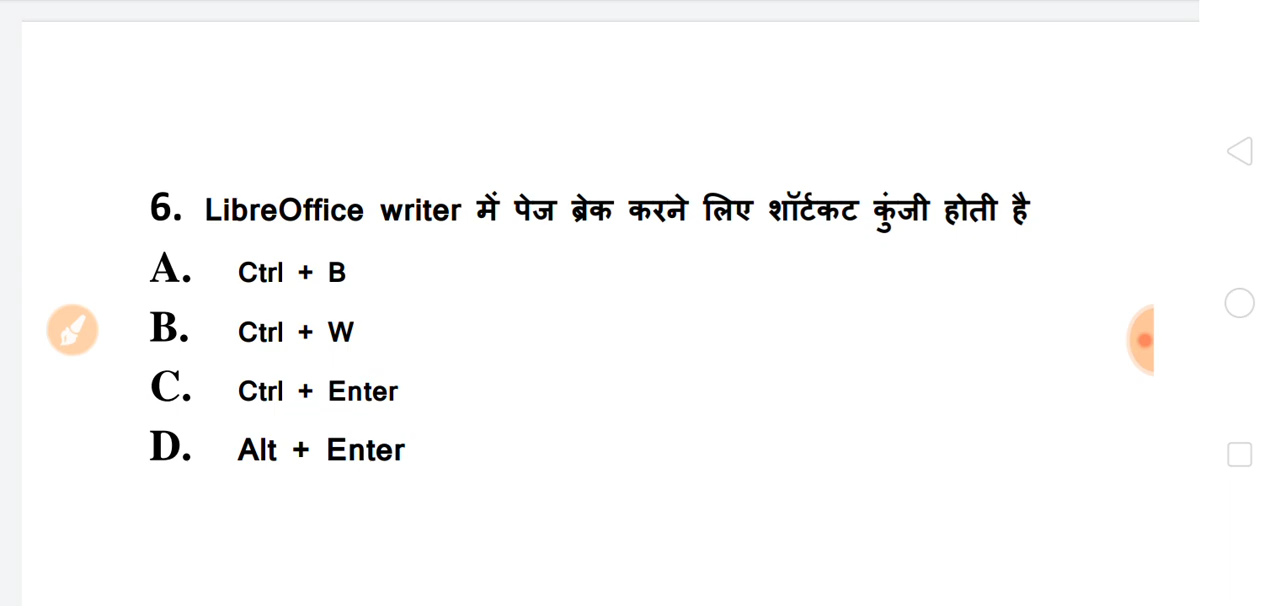 6. LibreOffice writer में पेज ब्रेक करने लिए शॉर्टकट कुंजी होती है
A. Ctrl + B
B. Ctrl + W
C. Ctrl + Enter
D. Alt + Enter